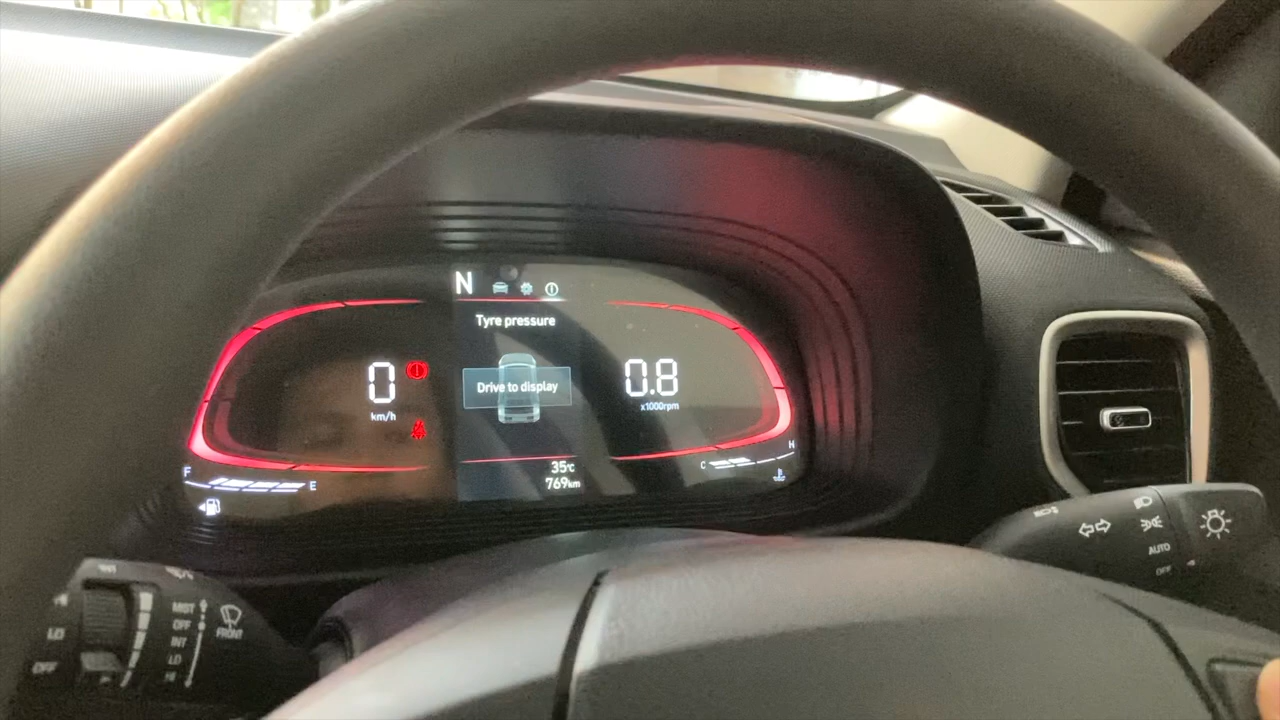 N
Tyre pressure
0
km/h
Drive to display
0.8
x1000rpm
F
E
C
H
35℃
769km
LO
OFF
MIST
OFF
INT
LO
HI
FRONT
AUTO
OFF